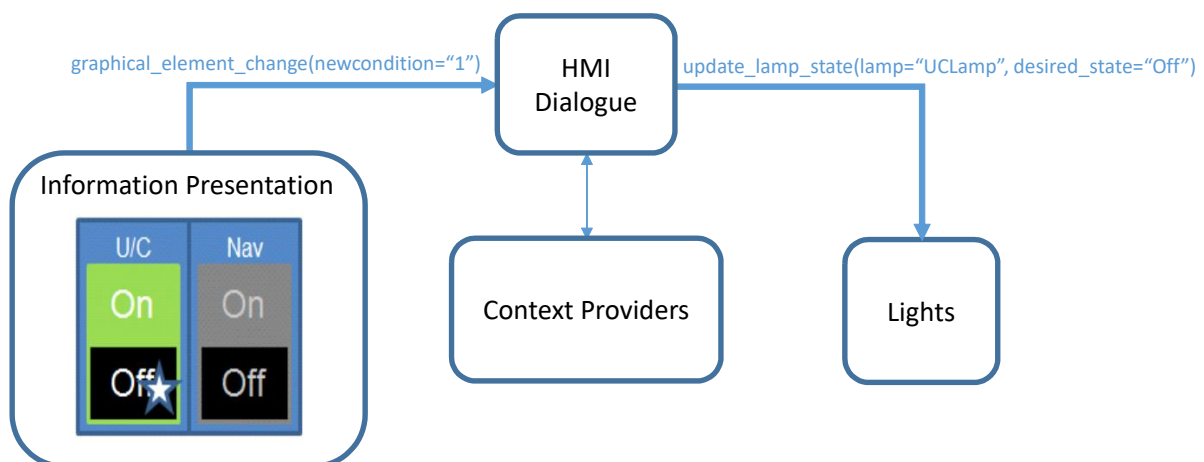 graphical_element_change(newcondition=“1”)
HMI
Dialogue
update_lamp_state(lamp=“UCLamp”, desired_state=“Off”)
Information Presentation
U/C
Nav
On
On
Off
Off
Context Providers
Lights